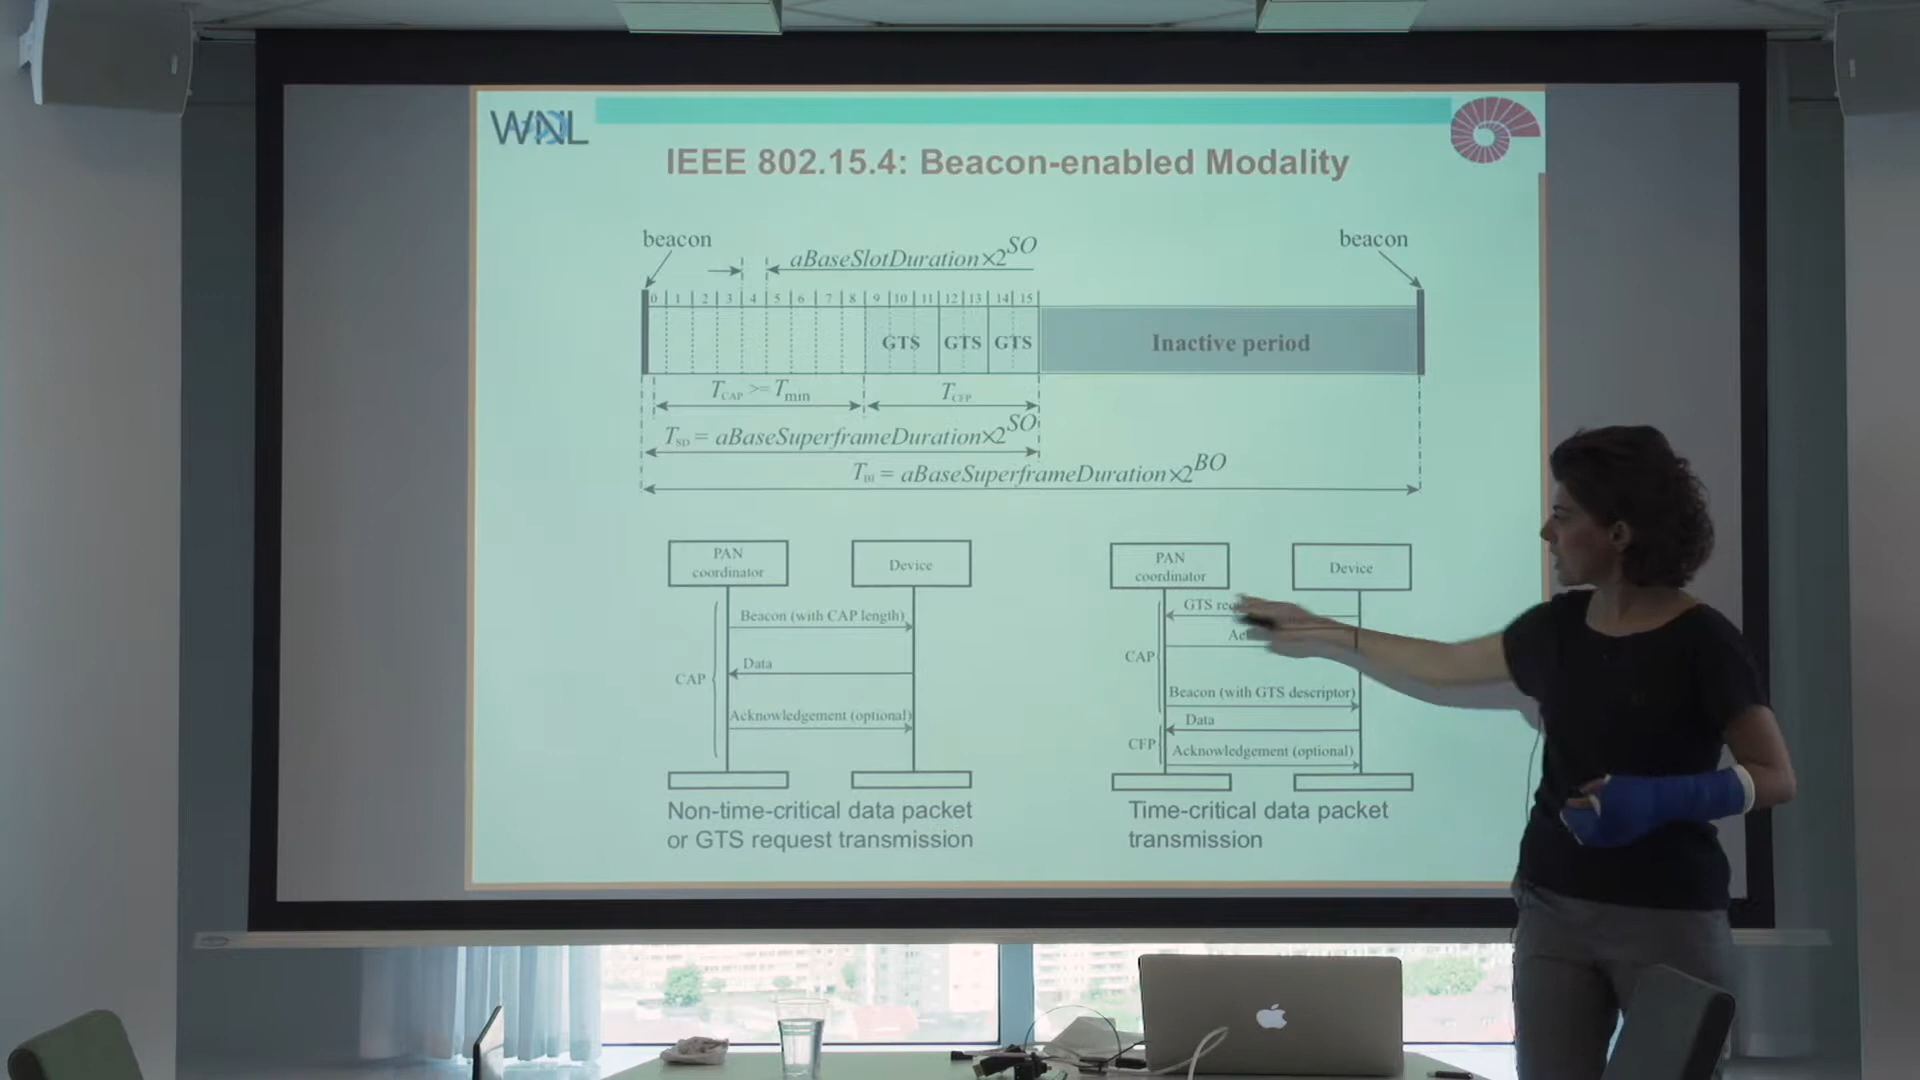 WNL
IEEE 802.15.4: Beacon-enabled Modality
beacon
aBaseSlotDuration×2^SO
beacon
0 1 2 3 4 5 6 7 8 9 10 11 12 13 14 15
GTS GTS GTS
Inactive period
T_CAP >= T_min
T_CFP
T_SD = aBaseSuperframeDuration×2^SO
T_BI = aBaseSuperframeDuration×2^BO
PAN
coordinator
Device
Beacon (with CAP length)
Data
CAP
Acknowledgement (optional)
Non-time-critical data packet
or GTS request transmission
PAN
coordinator
Device
GTS
CAP
Beacon (with GTS descriptor)
Data
CFP
Acknowledgement (optional)
Time-critical data packet
transmission